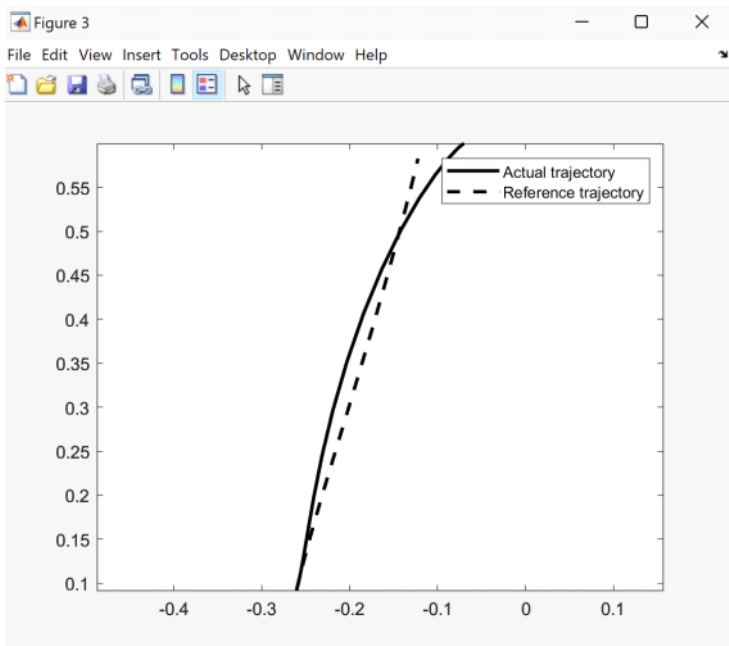 Figure 3
File Edit View Insert Tools Desktop Window Help
Actual trajectory
Reference trajectory
0.55
0.5
0.45
0.4
0.35
0.3
0.25
0.2
0.15
0.1
-0.4 -0.3 -0.2 -0.1 0 0.1